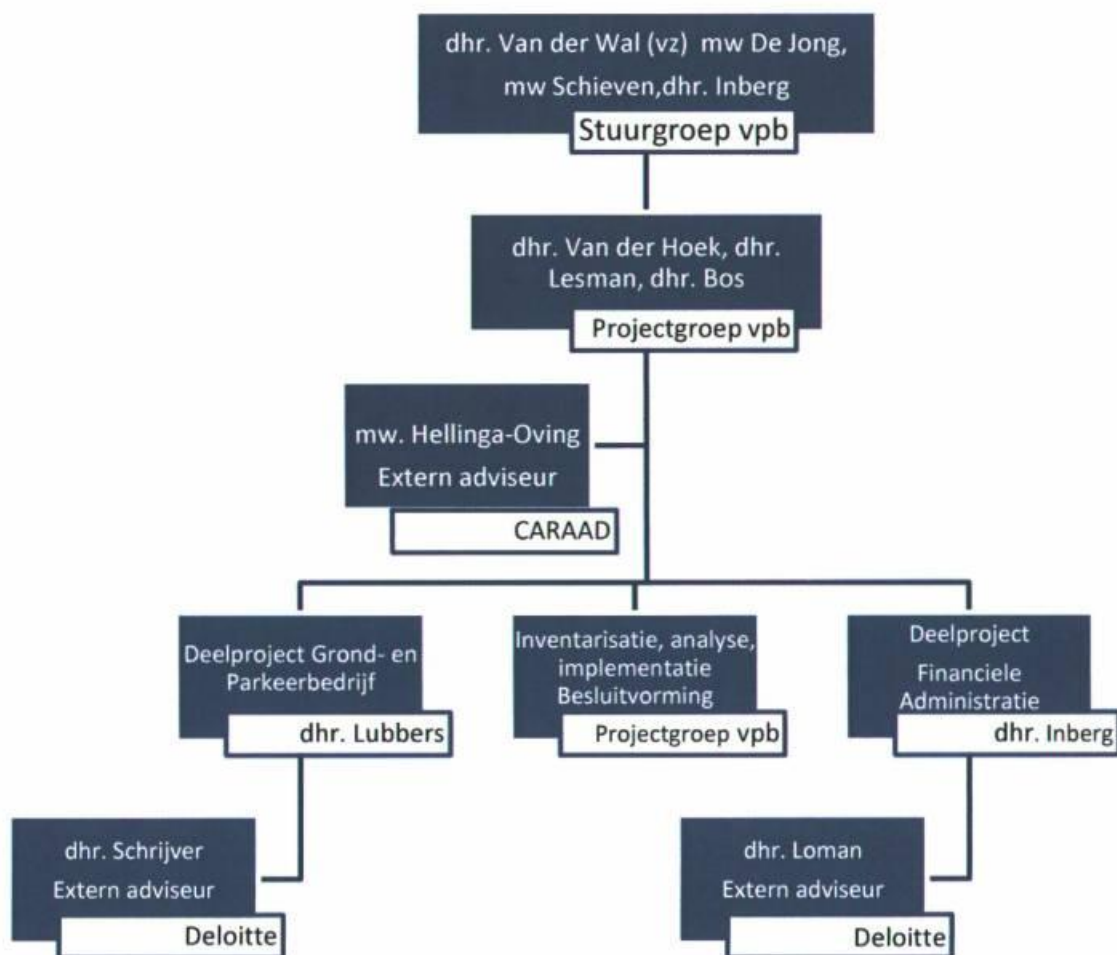 dhr. Van der Wal (vz)  mw De Jong,
mw Schieven,dhr. Inberg
Stuurgroep vpb
dhr. Van der Hoek, dhr.
Lesman, dhr. Bos
Projectgroep vpb
mw. Hellinga-Oving
Extern adviseur
CARAAD
Deelproject Grond- en
Parkeerbedrijf
dhr. Lubbers
Inventarisatie, analyse,
implementatie
Besluitvorming
Projectgroep vpb
Deelproject
Financiele
Administratie
dhr. Inberg
dhr. Schrijver
Extern adviseur
Deloitte
dhr. Loman
Extern adviseur
Deloitte